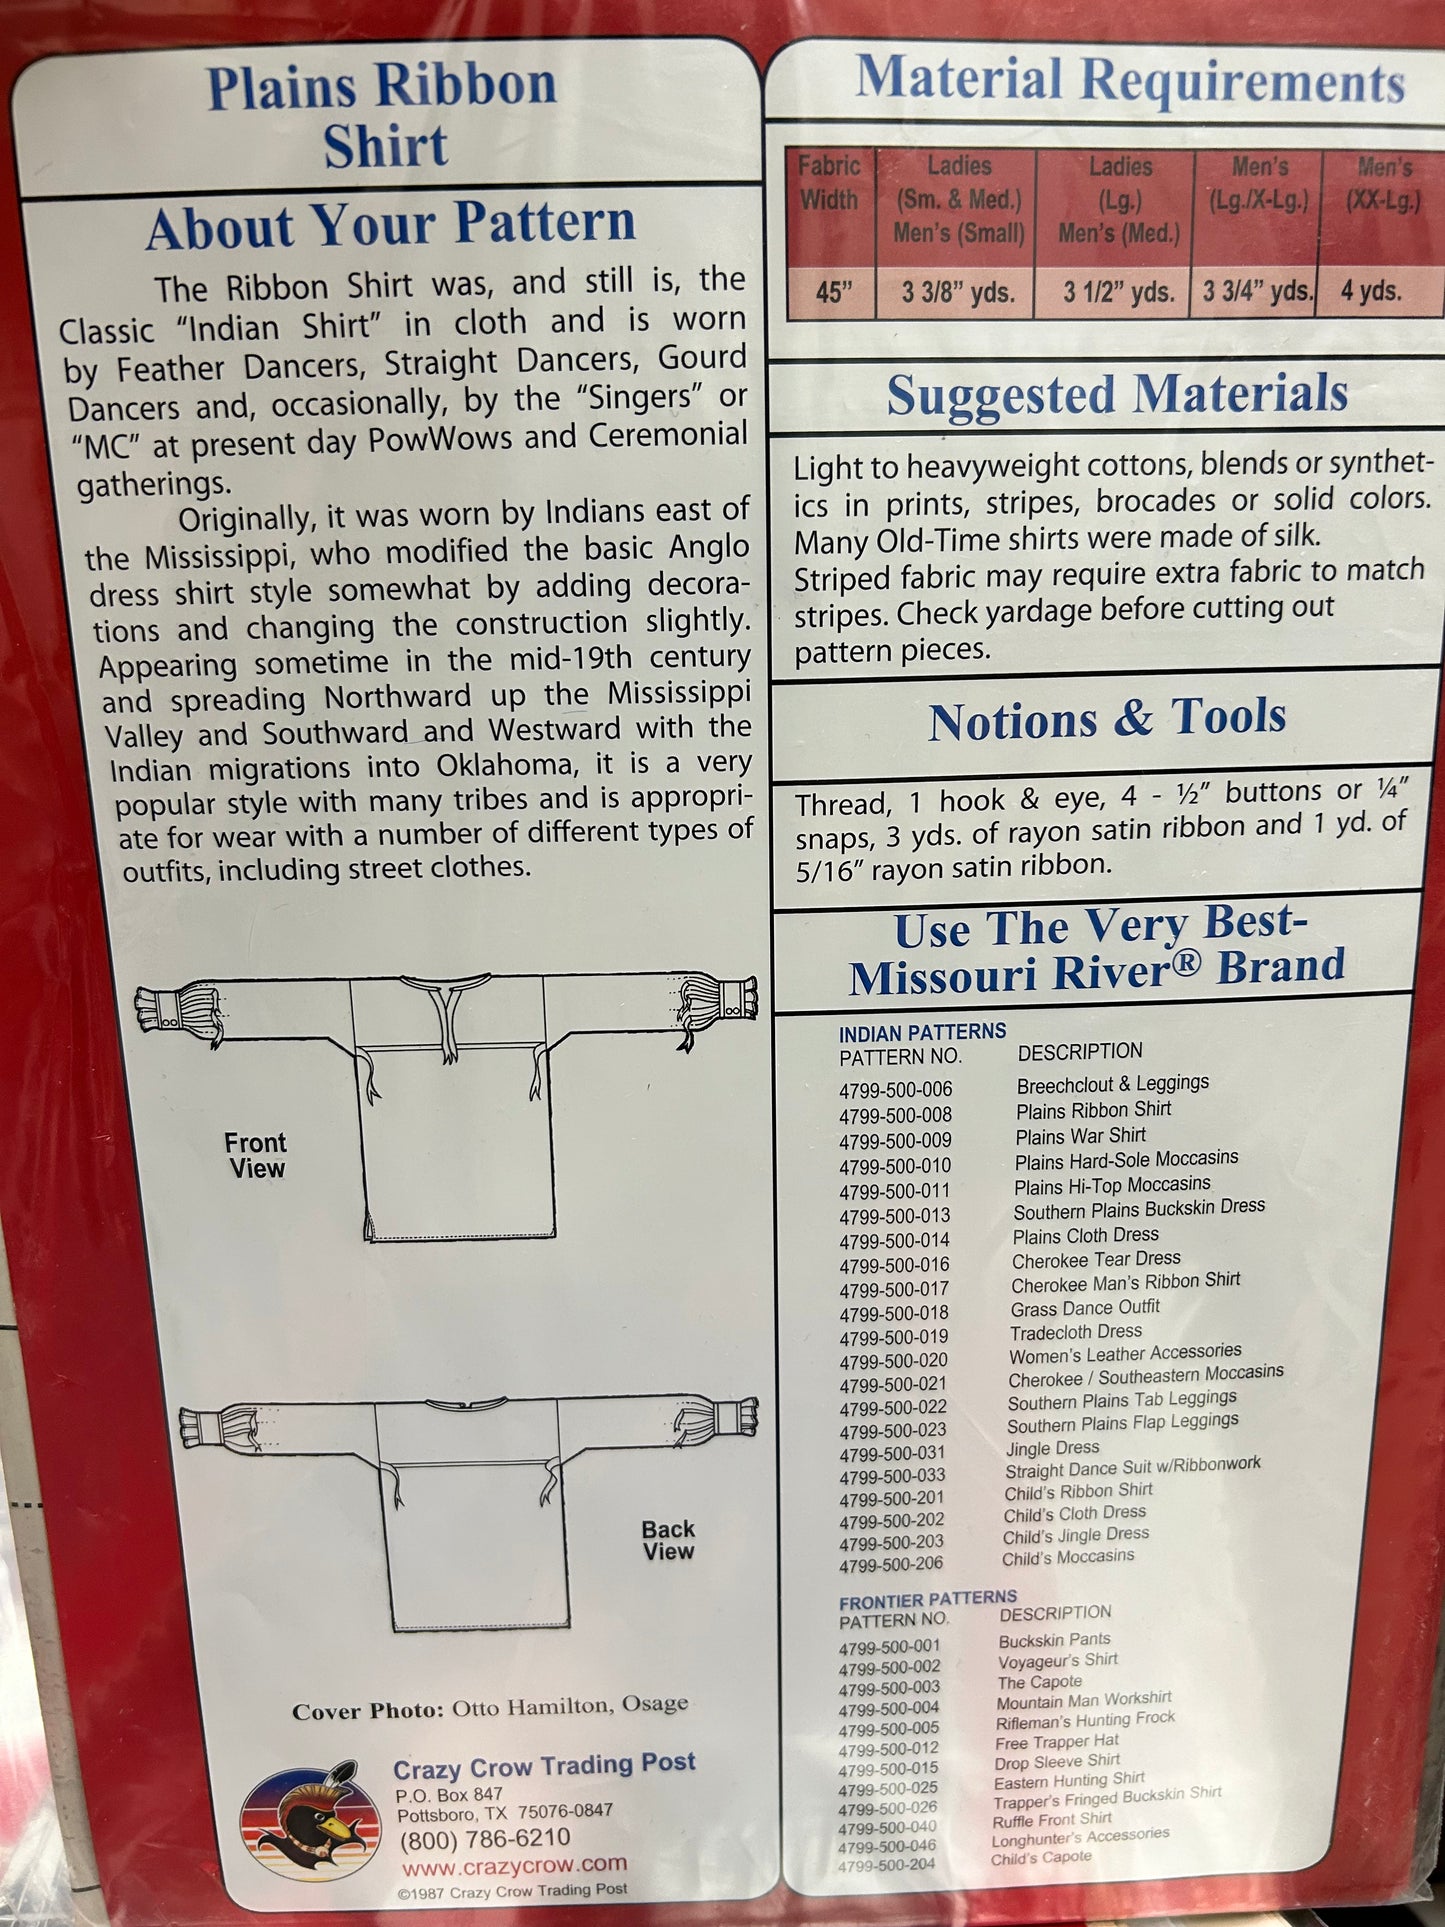 Plains Ribbon
Shirt
About Your Pattern
The Ribbon Shirt was, and still is, the
Classic “Indian Shirt” in cloth and is worn
by Feather Dancers, Straight Dancers, Gourd
Dancers and, occasionally, by the “Singers” or
“MC” at present day PowWows and Ceremonial
gatherings.
Originally, it was worn by Indians east of
the Mississippi, who modified the basic Anglo
dress shirt style somewhat by adding decora-
tions and changing the construction slightly.
Appearing sometime in the mid-19th century
and spreading Northward up the Mississippi
Valley and Southward and Westward with the
Indian migrations into Oklahoma, it is a very
popular style with many tribes and is appropri-
ate for wear with a number of different types of
outfits, including street clothes.
Front
View
Back
View
Cover Photo: Otto Hamilton, Osage
Crazy Crow Trading Post
P.O. Box 847
Pottsboro, TX 75076-0847
(800) 786-6210
www.crazycrow.com
©1987 Crazy Crow Trading Post
Material Requirements
Fabric Width | Ladies (Sm. & Med.) Men's (Small) | Ladies (Lg.) Men's (Med.) | Men's (Lg./X-Lg.) | Men's (XX-Lg.)
45” | 3 3/8” yds. | 3 1/2” yds. | 3 3/4” yds. | 4 yds.
Suggested Materials
Light to heavyweight cottons, blends or synthet-
ics in prints, stripes, brocades or solid colors.
Many Old-Time shirts were made of silk.
Striped fabric may require extra fabric to match
stripes. Check yardage before cutting out
pattern pieces.
Notions & Tools
Thread, 1 hook & eye, 4 - ½” buttons or ¼”
snaps, 3 yds. of rayon satin ribbon and 1 yd. of
5/16” rayon satin ribbon.
Use The Very Best-
Missouri River® Brand
INDIAN PATTERNS
PATTERN NO. DESCRIPTION
4799-500-006 Breechclout & Leggings
4799-500-008 Plains Ribbon Shirt
4799-500-009 Plains War Shirt
4799-500-010 Plains Hard-Sole Moccasins
4799-500-011 Plains Hi-Top Moccasins
4799-500-013 Southern Plains Buckskin Dress
4799-500-014 Plains Cloth Dress
4799-500-016 Cherokee Tear Dress
4799-500-017 Cherokee Man's Ribbon Shirt
4799-500-018 Grass Dance Outfit
4799-500-019 Tradecloth Dress
4799-500-020 Women's Leather Accessories
4799-500-021 Cherokee / Southeastern Moccasins
4799-500-022 Southern Plains Tab Leggings
4799-500-023 Southern Plains Flap Leggings
4799-500-031 Jingle Dress
4799-500-033 Straight Dance Suit w/Ribbonwork
4799-500-201 Child's Ribbon Shirt
4799-500-202 Child's Cloth Dress
4799-500-203 Child's Jingle Dress
4799-500-206 Child's Moccasins
FRONTIER PATTERNS
PATTERN NO. DESCRIPTION
4799-500-001 Buckskin Pants
4799-500-002 Voyageur's Shirt
4799-500-003 The Capote
4799-500-004 Mountain Man Workshirt
4799-500-005 Rifleman's Hunting Frock
4799-500-012 Free Trapper Hat
4799-500-015 Drop Sleeve Shirt
4799-500-025 Eastern Hunting Shirt
4799-500-026 Trapper's Fringed Buckskin Shirt
4799-500-040 Ruffle Front Shirt
4799-500-046 Longhunter's Accessories
4799-500-204 Child's Capote